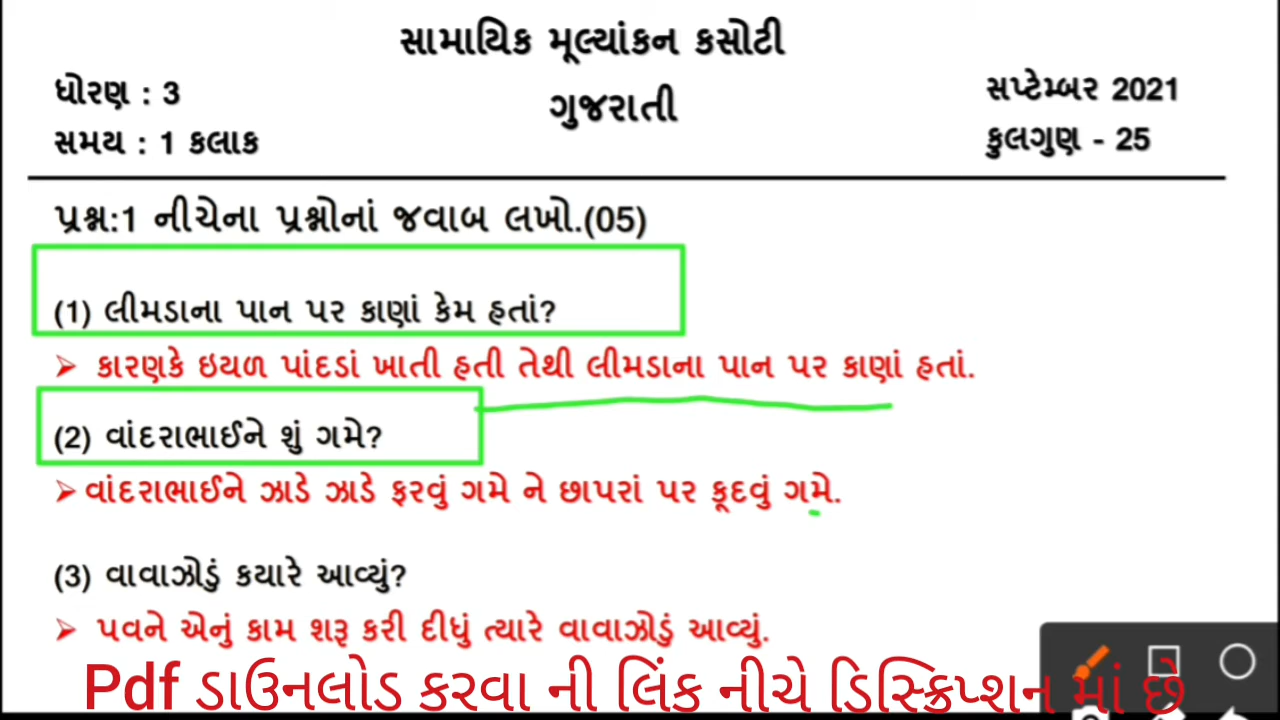 સામાયિક મૂલ્યાંકન કસોટી
ધોરણ : 3
ગુજરાતી
સપ્ટેમ્બર 2021
સમય : 1 કલાક
કુલગુણ - 25
પ્રશ્ન:1 નીચેના પ્રશ્નોનાં જવાબ લખો.(05)
(1) લીમડાના પાન પર કાણાં કેમ હતાં?
➢ કારણકે ઇયળ પાંદડાં ખાતી હતી તેથી લીમડાના પાન પર કાણાં હતાં.
(2) વાંદરાભાઈને શું ગમે?
➢ વાંદરાભાઈને ઝાડે ઝાડે ફરવું ગમે ને છાપરાં પર કૂદવું ગમે.
(3) વાવાઝોડું કયારે આવ્યું?
➢ પવને એનું કામ શરૂ કરી દીધું ત્યારે વાવાઝોડું આવ્યું.
Pdf ડાઉનલોડ કરવા ની લિંક નીચે ડિસ્ક્રિપ્શન માં છે